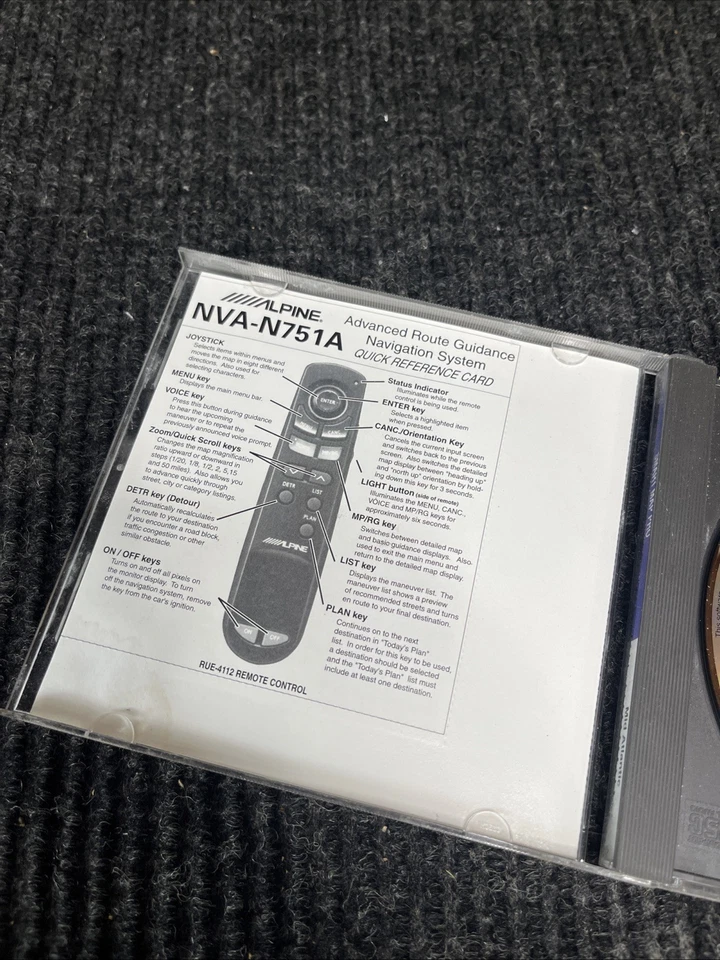 ALPINE.
NVA-N751A
Advanced Route Guidance
Navigation System
QUICK REFERENCE CARD
JOYSTICK
Selects items within menus and
moves the map in eight different
directions. Also used for
selecting characters.
MENU key
Displays the main menu bar.
VOICE key
Press this button during guidance
to hear the upcoming
maneuver or to repeat the
previously announced voice prompt.
Zoom/Quick Scroll keys
Changes the map magnification
ratio upward or downward in
steps (1/20, 1/8, 1/2, 2, 5,15
and 50 miles). Also allows you
to advance quickly through
street, city or category listings.
DETR key (Detour)
Automatically recalculates
the route to your destination
if you encounter a road block,
traffic congestion or other
similar obstacle.
ON / OFF keys
Turns on and off all pixels on
the monitor display. To turn
off the navigation system, remove
the key from the car's ignition.
ENTER
DETR
LIST
PLAN
ALPINE
ON
OFF
Status Indicator
Illuminates while the remote
control is being used.
ENTER key
Selects a highlighted item
when pressed.
CANC./Orientation Key
Cancels the current input screen
and switches back to the previous
screen. Also switches the detailed
map display between "heading up"
and "north up" orientation by hold-
ing down this key for 3 seconds.
LIGHT button (side of remote)
Illuminates the MENU, CANC.,
VOICE and MP/RG keys for
approximately six seconds.
MP/RG key
Switches between detailed map
and basic guidance displays. Also
used to exit the main menu and
return to the detailed map display.
LIST key
Displays the maneuver list. The
maneuver list shows a preview
of recommended streets and turns
en route to your final destination.
PLAN key
Continues on to the next
destination in "Today's Plan"
list. In order for this key to be used,
a destination should be selected
and the "Today's Plan" list must
include at least one destination.
RUE-4112 REMOTE CONTROL